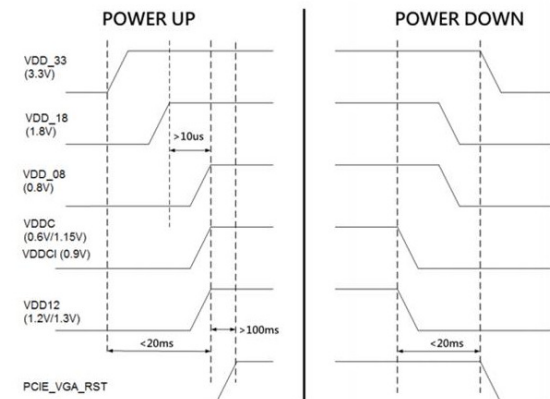 POWER UP
POWER DOWN
VDD_33
(3.3V)
VDD_18
(1.8V)
>10us
VDD_08
(0.8V)
VDDC
(0.6V/1.15V)
VDDCI (0.9V)
VDD12
(1.2V/1.3V)
>100ms
<20ms
<20ms
PCIE_VGA_RST